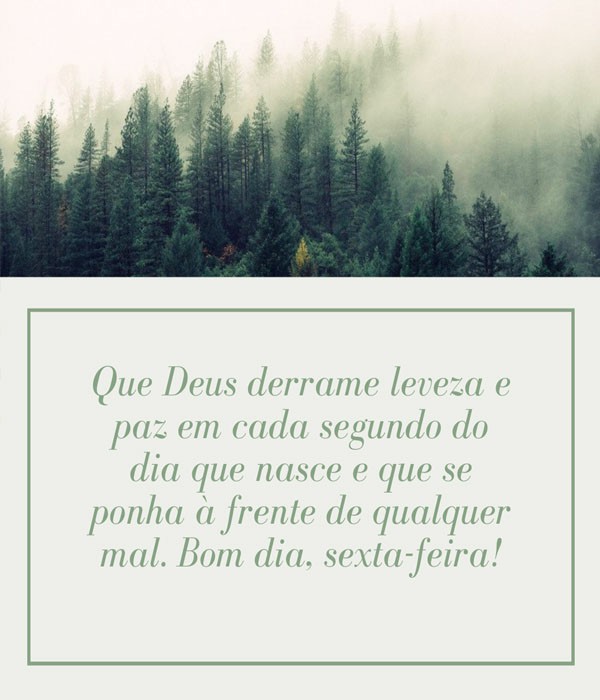 Que Deus derrame leveza e
paz em cada segundo do
dia que nasce e que se
ponha à frente de qualquer
mal. Bom dia, sexta-feira!